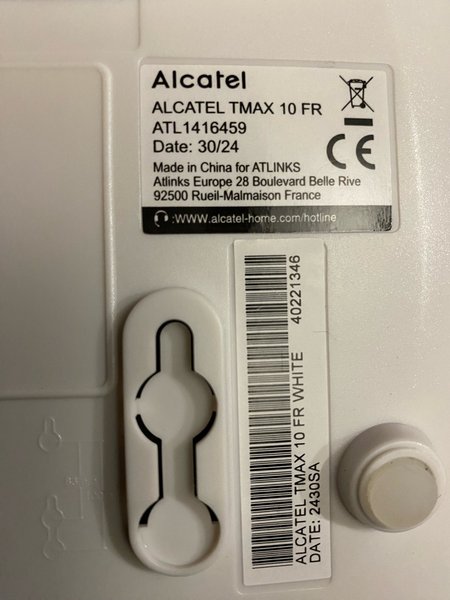 Alcatel
ALCATEL TMAX 10 FR
ATL1416459
Date: 30/24
CE
Made in China for ATLINKS
Atlinks Europe 28 Boulevard Belle Rive
92500 Rueil-Malmaison France
:WWW.alcatel-home.com/hotline
40221346
ALCATEL TMAX 10 FR WHITE
DATE: 2430SA